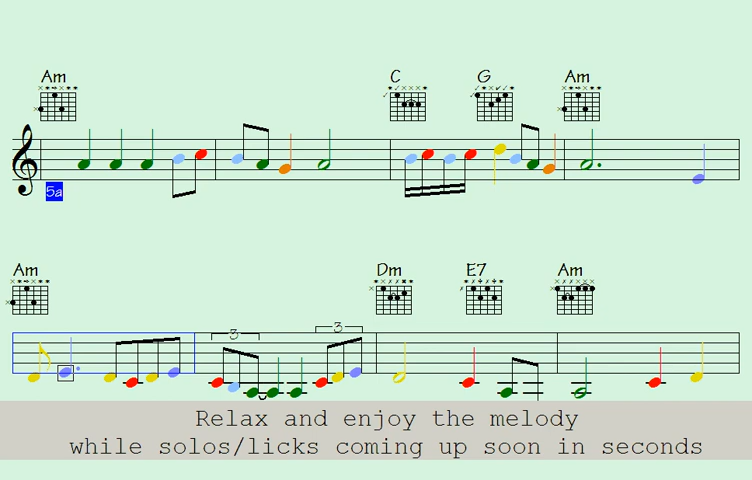 Am C G Am
5a
Am Dm E7 Am
3 3
Relax and enjoy the melody
while solos/licks coming up soon in seconds